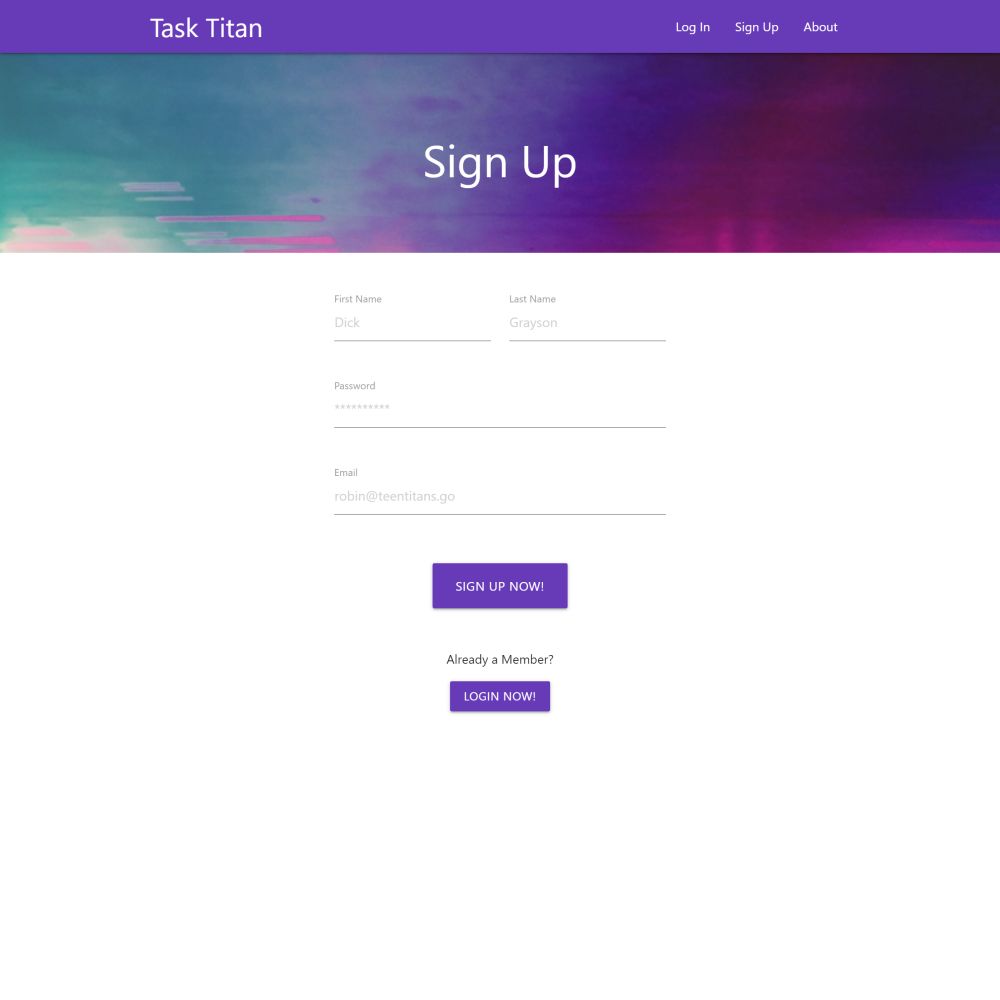 Task Titan Log In Sign Up About
Sign Up
First Name Last Name
Dick Grayson
Password
**********
Email
robin@teentitans.go
SIGN UP NOW!
Already a Member?
LOGIN NOW!